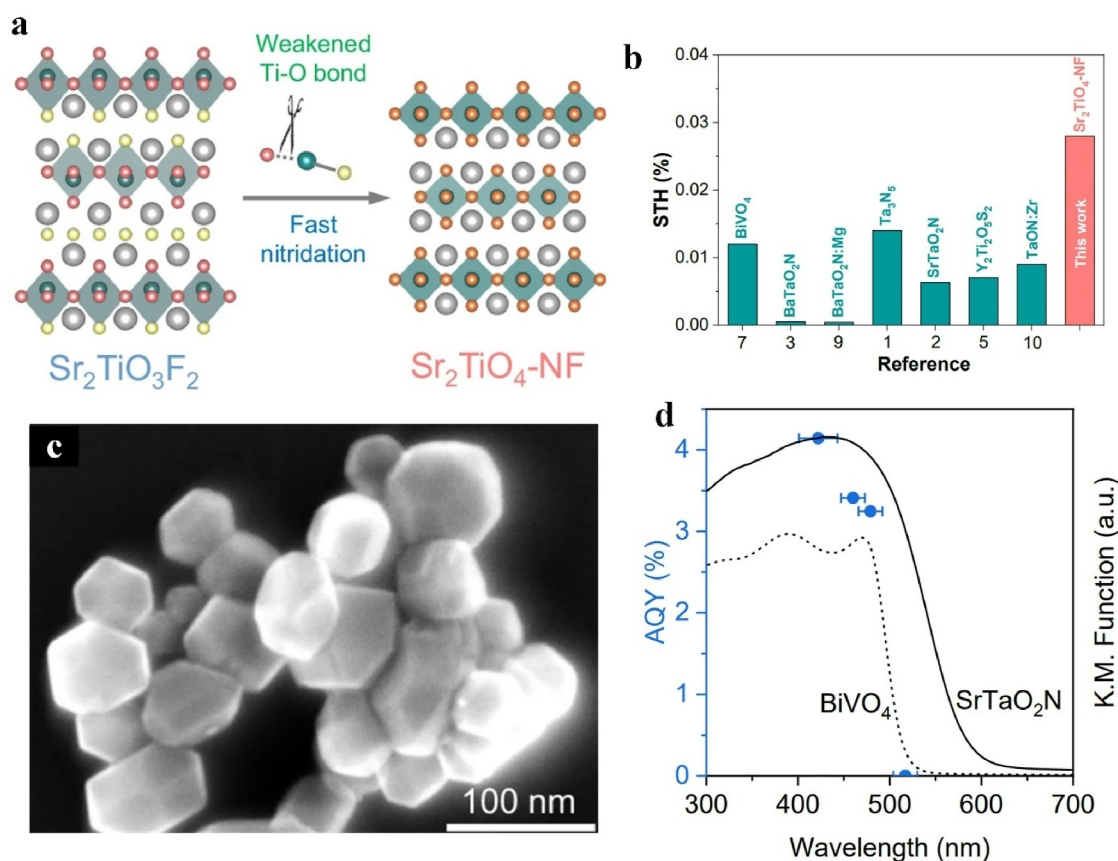 a
Weakened
Ti-O bond
Fast
nitridation
Sr₂TiO₃F₂
Sr₂TiO₄-NF
b
STH (%)
0.04
0.03
0.02
0.01
0.00
BiVO₄
BaTaO₂N
BaTaO₂N:Mg
Ta₃N₅
SrTaO₂N
Y₂Ti₂O₅S₂
TaON:Zr
Sr₂TiO₄-NF
This work
7 3 9 1 2 5 10
Reference
c
100 nm
d
AQY (%)
4
3
2
1
0
BiVO₄
SrTaO₂N
K.M. Function (a.u.)
300 400 500 600 700
Wavelength (nm)